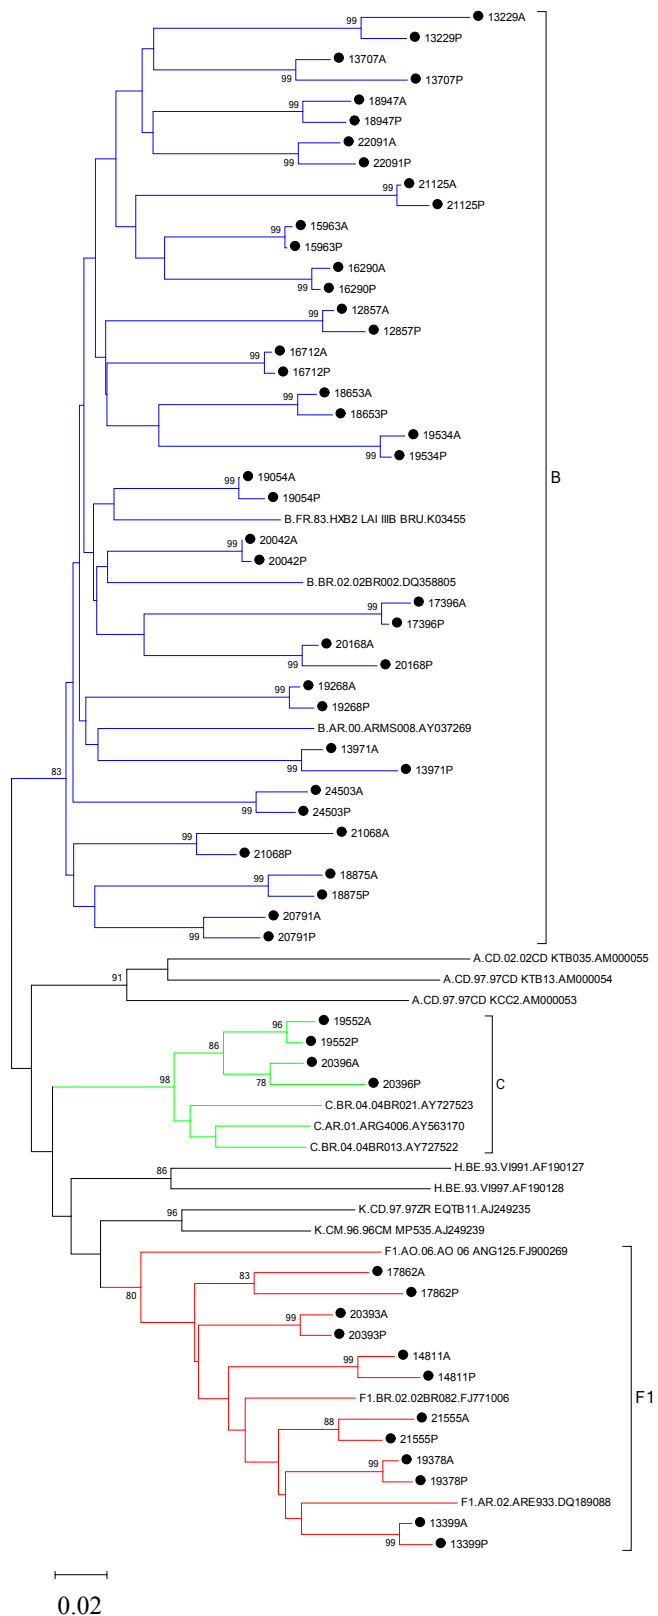 99
13229A
13229P
13707A
99
13707P
99
18947A
18947P
22091A
99
22091P
99
21125A
21125P
99
15963A
15963P
16290A
99
16290P
99
12857A
12857P
99
16712A
16712P
18653A
99
18653P
19534A
99
19534P
B
99
19054A
19054P
B.FR.83.HXB2 LAI IIIB BRU.K03455
99
20042A
20042P
B.BR.02.02BR002.DQ358805
99
17396A
17396P
20168A
99
20168P
99
19268A
19268P
B.AR.00.ARMS008.AY037269
13971A
99
13971P
83
24503A
99
24503P
99
21068A
21068P
99
18875A
18875P
20791A
99
20791P
A.CD.02.02CD KTB035.AM000055
91
A.CD.97.97CD KTB13.AM000054
A.CD.97.97CD KCC2.AM000053
96
19552A
86
19552P
20396A
98
78
20396P
C
C.BR.04.04BR021.AY727523
C.AR.01.ARG4006.AY563170
C.BR.04.04BR013.AY727522
86
H.BE.93.VI991.AF190127
H.BE.93.VI997.AF190128
96
K.CD.97.97ZR EQTB11.AJ249235
K.CM.96.96CM MP535.AJ249239
F1.AO.06.AO 06 ANG125.FJ900269
80
83
17862A
17862P
99
20393A
20393P
99
14811A
14811P
F1.BR.02.02BR082.FJ771006
F1
88
21555A
21555P
99
19378A
19378P
F1.AR.02.ARE933.DQ189088
13399A
99
13399P
0.02